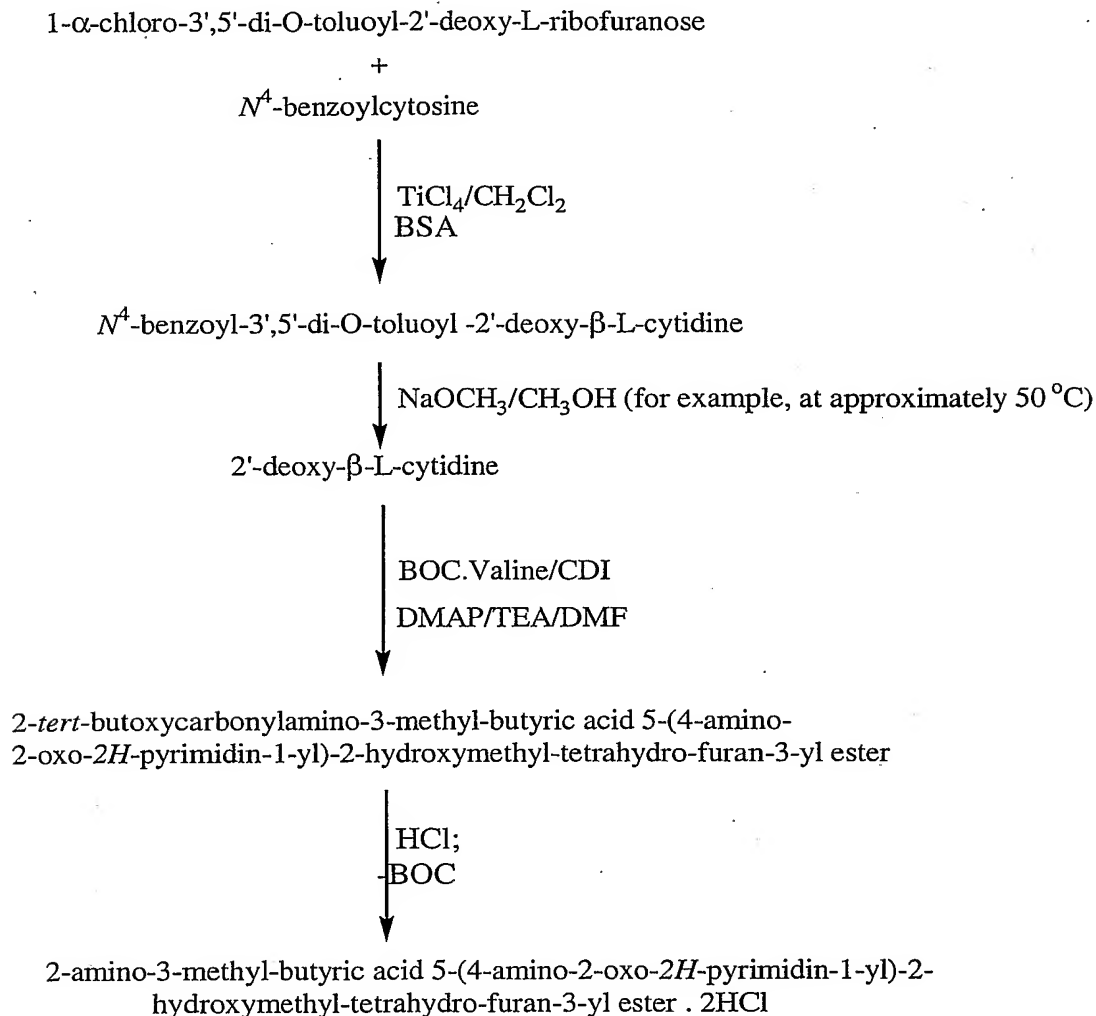 1-α-chloro-3',5'-di-O-toluoyl-2'-deoxy-L-ribofuranose
+
N⁴-benzoylcytosine
TiCl₄/CH₂Cl₂
BSA
N⁴-benzoyl-3',5'-di-O-toluoyl -2'-deoxy-β-L-cytidine
NaOCH₃/CH₃OH (for example, at approximately 50 °C)
2'-deoxy-β-L-cytidine
BOC.Valine/CDI
DMAP/TEA/DMF
2-tert-butoxycarbonylamino-3-methyl-butyric acid 5-(4-amino-
2-oxo-2H-pyrimidin-1-yl)-2-hydroxymethyl-tetrahydro-furan-3-yl ester
HCl;
-BOC
2-amino-3-methyl-butyric acid 5-(4-amino-2-oxo-2H-pyrimidin-1-yl)-2-
hydroxymethyl-tetrahydro-furan-3-yl ester . 2HCl